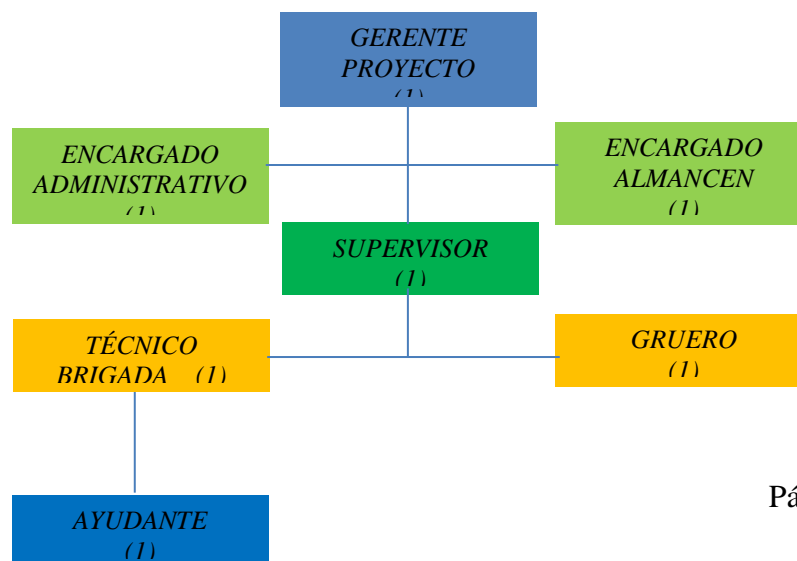 GERENTE
PROYECTO
(1)
ENCARGADO
ADMINISTRATIVO
(1)
ENCARGADO
ALMANCEN
(1)
SUPERVISOR
(1)
TÉCNICO
BRIGADA (1)
GRUERO
(1)
Pá
AYUDANTE
(1)